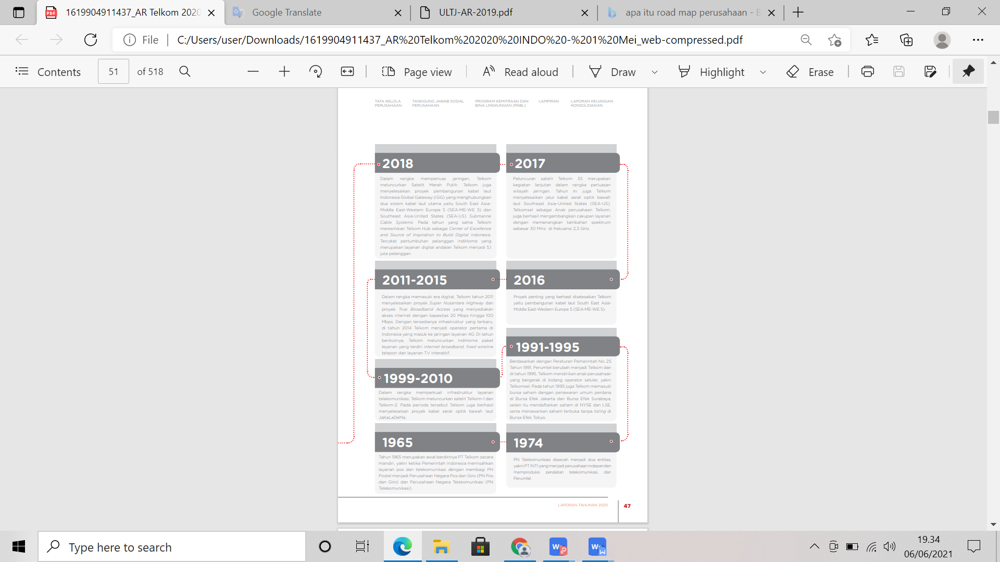 1619904911437_AR Telkom 2020
Google Translate
ULTJ-AR-2019.pdf
apa itu road map perusahaan - B
File
C:/Users/user/Downloads/1619904911437_AR%20Telkom%202020%20INDO%20-%201%20Mei_web-compressed.pdf
Contents
51
of 518
Page view
Read aloud
Draw
Highlight
Erase
TATA KELOLA
PERUSAHAAN
TANGGUNG JAWAB SOSIAL
PERUSAHAAN
PROGRAM KEMITRAAN DAN
BINA LINGKUNGAN (PKBL)
LAMPIRAN
LAPORAN KEUANGAN
KONSOLIDASIAN
2018
Dalam rangka memperluas jaringan, Telkom
meluncurkan Satelit Merah Putih. Telkom juga
menyelesaikan proyek pembangunan kabel laut
Indonesia Global Gateway (IGG) yang menghubungkan
dua sistem kabel laut utama yaitu South East Asia-
Middle East-Western Europe 5 (SEA-ME-WE 5) dan
Southeast Asia-United States (SEA-US) Submarine
Cable Systems. Pada tahun yang sama Telkom
meresmikan Telkom Hub sebagai Center of Excellence
and Source of Inspiration to Build Digital Indonesia.
Tercatat pertumbuhan pelanggan IndiHome yang
merupakan layanan digital andalan Telkom menjadi 5,1
juta pelanggan.
2017
Peluncuran satelit Telkom 3S merupakan
kegiatan lanjutan dalam rangka perluasan
wilayah jaringan. Tahun ini juga Telkom
menyelesaikan jalur kabel serat optik bawah
laut Southeast Asia-United States (SEA-US).
Telkomsel sebagai Anak perusahaan Telkom,
juga berhasil mengembangkan cakupan layanan
dengan memenangkan tambahan spektrum
sebesar 30 MHz di frekuensi 2,3 GHz.
2011-2015
Dalam rangka memasuki era digital, Telkom tahun 2011
menyelesaikan proyek Super Nusantara Highway dan
proyek True Broadband Access yang menyediakan
akses internet dengan kapasitas 20 Mbps hingga 100
Mbps. Dengan tersedianya infrastruktur yang terbaru,
di tahun 2014 Telkom menjadi operator pertama di
Indonesia yang masuk ke jaringan layanan 4G. Di tahun
berikutnya, Telkom meluncurkan IndiHome paket
layanan yang terdiri internet broadband, fixed wireline
telepon dan layanan TV interaktif.
2016
Proyek penting yang berhasil diselesaikan Telkom
yaitu pembangunan kabel laut South East Asia-
Middle East-Western Europe 5 (SEA-ME-WE 5).
1991-1995
Berdasarkan dengan Peraturan Pemerintah No. 25
Tahun 1991, Perumtel berubah menjadi Telkom dan
di tahun 1995, Telkom mendirikan anak perusahaan
yang bergerak di bidang operator seluler, yakni
Telkomsel. Pada tahun 1995 juga Telkom memasuki
bursa saham dengan penawaran umum perdana
di Bursa Efek Jakarta dan Bursa Efek Surabaya,
selain itu mendaftarkan saham di NYSE dan LSE,
serta menawarkan saham terbuka tanpa listing di
Bursa Efek Tokyo.
1999-2010
Dalam rangka memperkuat infrastruktur layanan
telekomunikasi, Telkom meluncurkan satelit Telkom-1 dan
Telkom-2. Pada periode tersebut Telkom juga berhasil
menyelesaikan proyek kabel serat optik bawah laut
JaKaLaDeMa.
1965
Tahun 1965 merupakan awal berdirinya PT Telkom secara
mandiri, yakni ketika Pemerintah Indonesia memisahkan
layanan pos dan telekomunikasi dengan membagi PN
Postel menjadi Perusahaan Negara Pos dan Giro (PN Pos
dan Giro) dan Perusahaan Negara Telekomunikasi (PN
Telekomunikasi).
1974
PN Telekomunikasi dipecah menjadi dua entitas,
yakni PT INTI yang menjadi perusahaan independen
memproduksi peralatan telekomunikasi, dan
Perumtel.
LAPORAN TAHUNAN 2020
47
Type here to search
19.34
06/06/2021